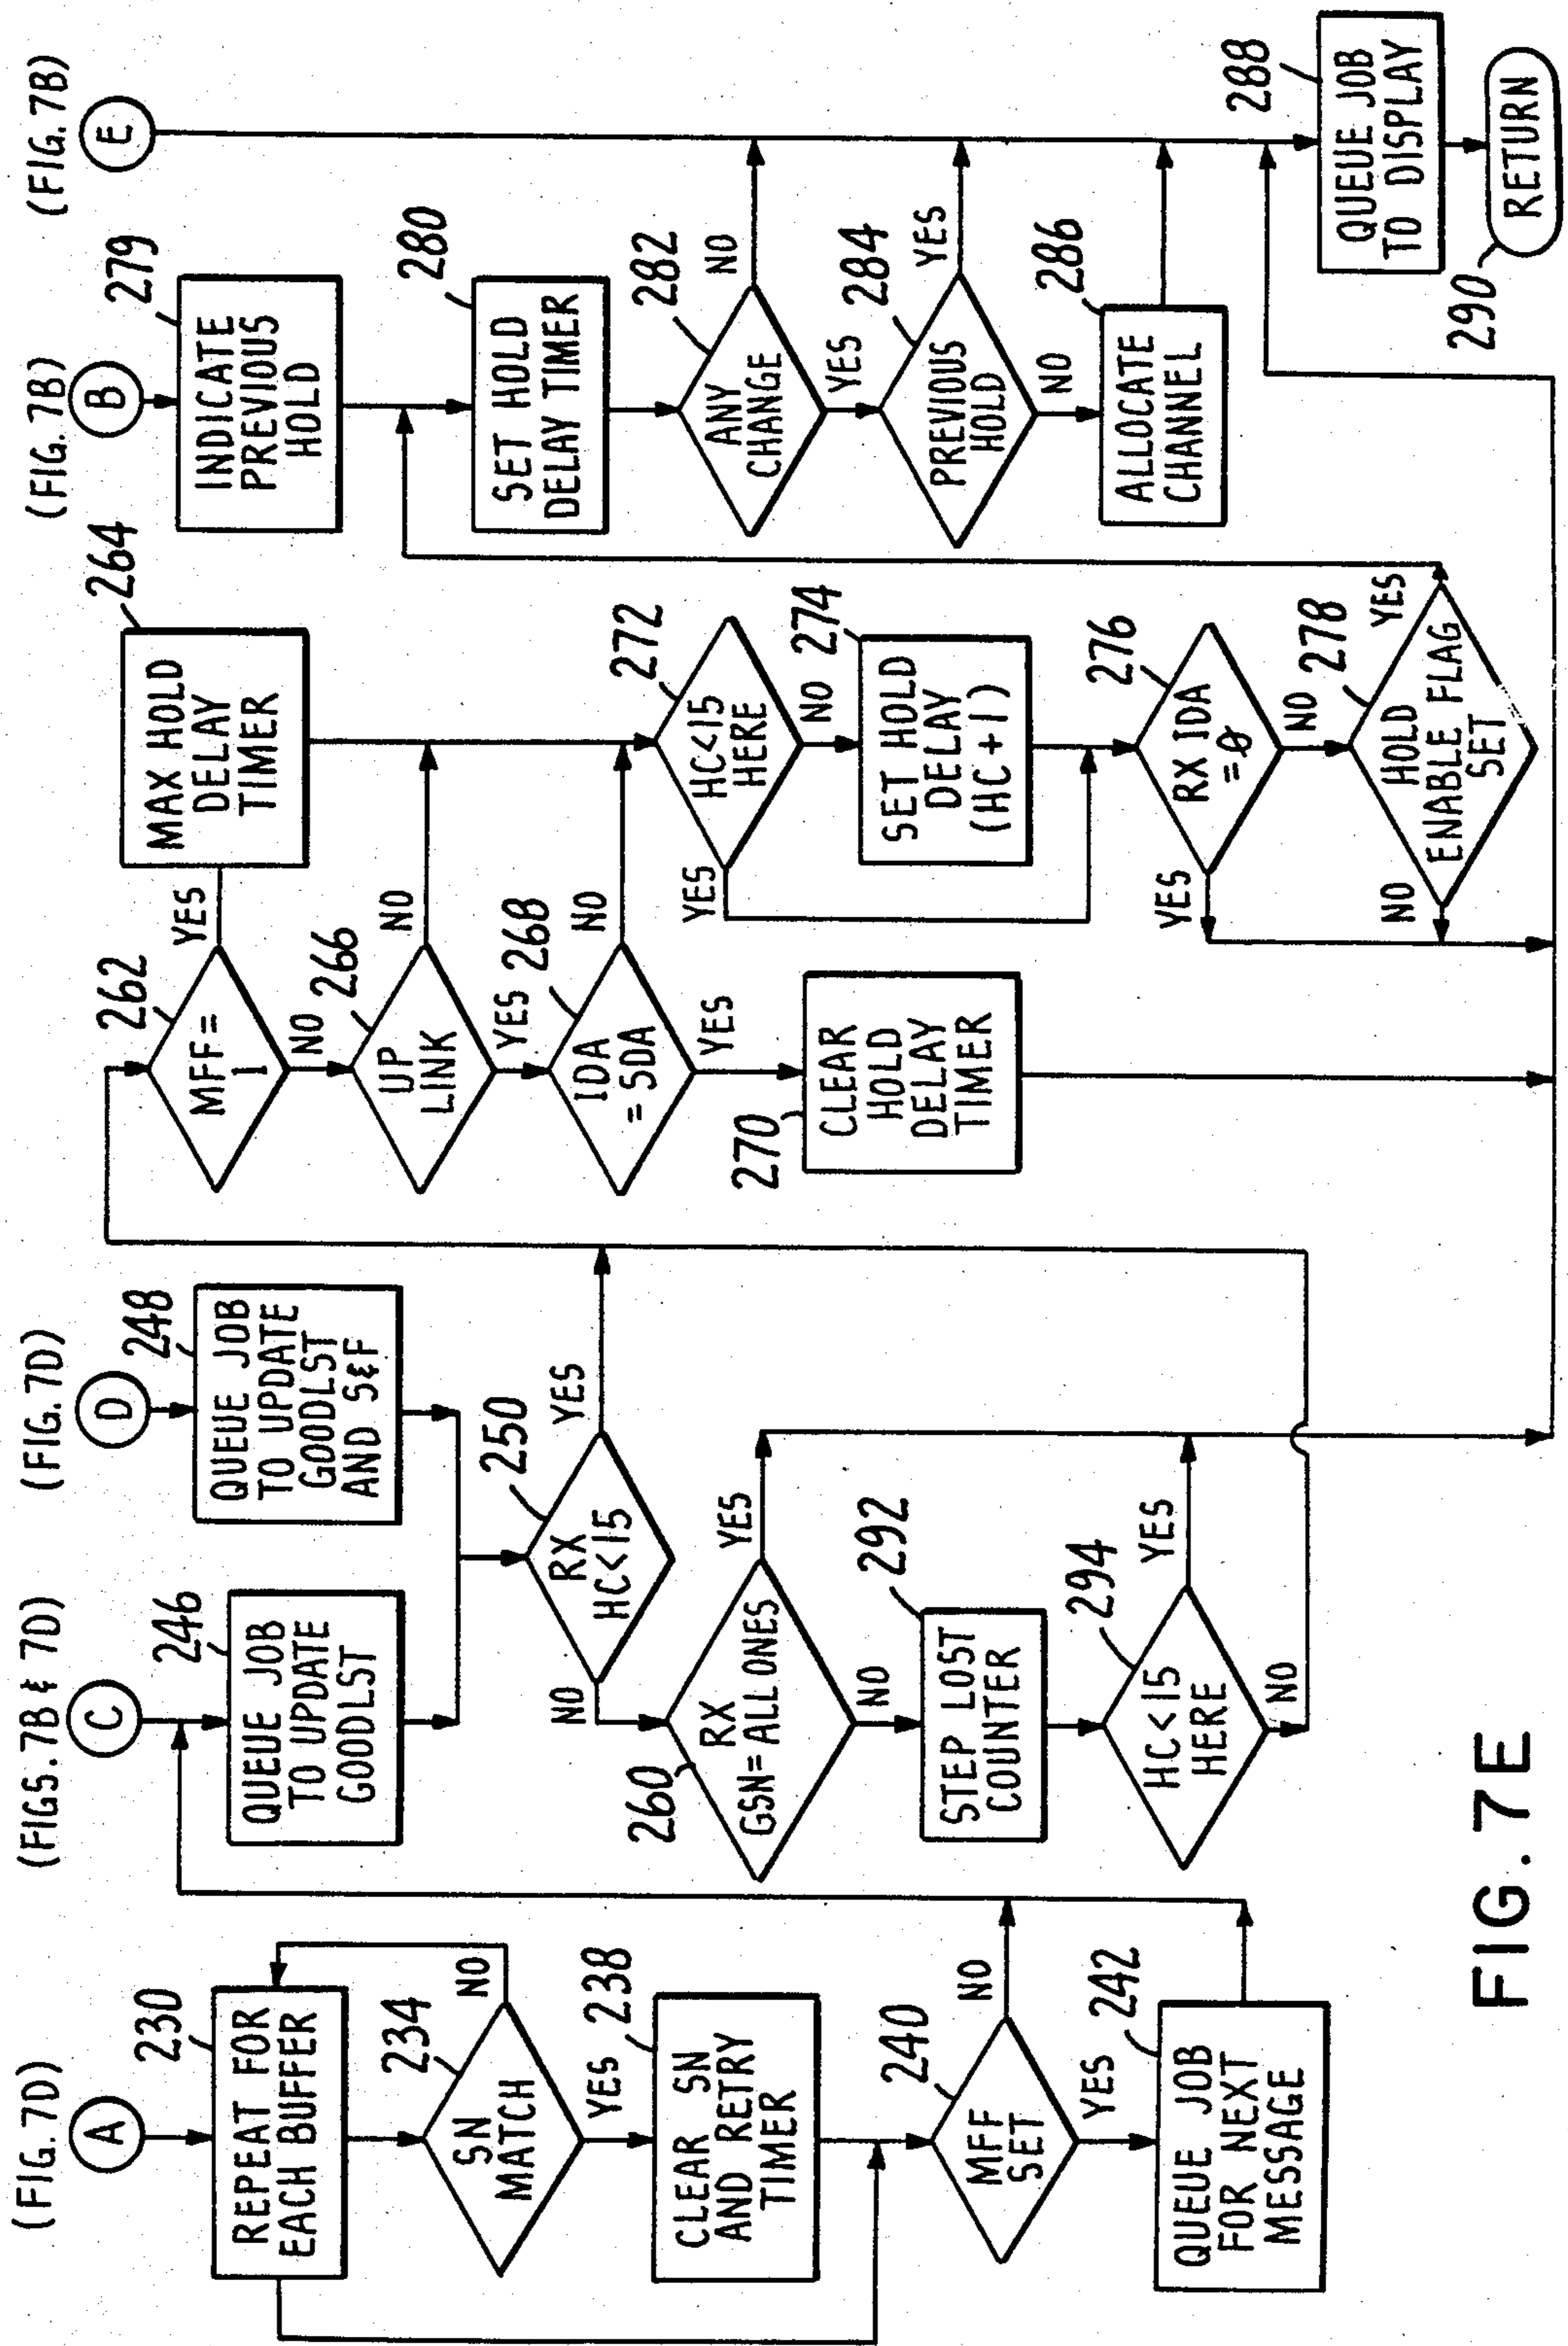 (FIG. 7D)
A
230
REPEAT FOR
EACH BUFFER
234
SN
MATCH
NO
YES
238
CLEAR SN
AND RETRY
TIMER
240
MFF
SET
NO
YES
242
QUEUE JOB
FOR NEXT
MESSAGE
(FIGS. 7B & 7D)
C
246
QUEUE JOB
TO UPDATE
GOODLST
(FIG. 7D)
D
248
QUEUE JOB
TO UPDATE
GOODLST
AND S&F
250
RX
HC<15
YES
NO
260
RX
GSN=ALL ONES
YES
NO
292
STEP LOST
COUNTER
294
HC<15
HERE
YES
NO
262
MFF=
1
YES
NO
264
MAX HOLD
DELAY
TIMER
266
UP
LINK
NO
YES
268
IDA
=SDA
NO
YES
270
CLEAR
HOLD
DELAY
TIMER
272
HC<15
HERE
YES
NO
274
SET HOLD
DELAY
(HC+1)
276
RX IDA
=0
YES
NO
278
HOLD
ENABLE FLAG
SET
YES
NO
(FIG. 7B)
B
279
INDICATE
PREVIOUS
HOLD
280
SET HOLD
DELAY TIMER
282
ANY
CHANGE
NO
YES
284
PREVIOUS
HOLD
YES
NO
286
ALLOCATE
CHANNEL
(FIG. 7B)
E
288
QUEUE JOB
TO DISPLAY
290
RETURN
FIG. 7E